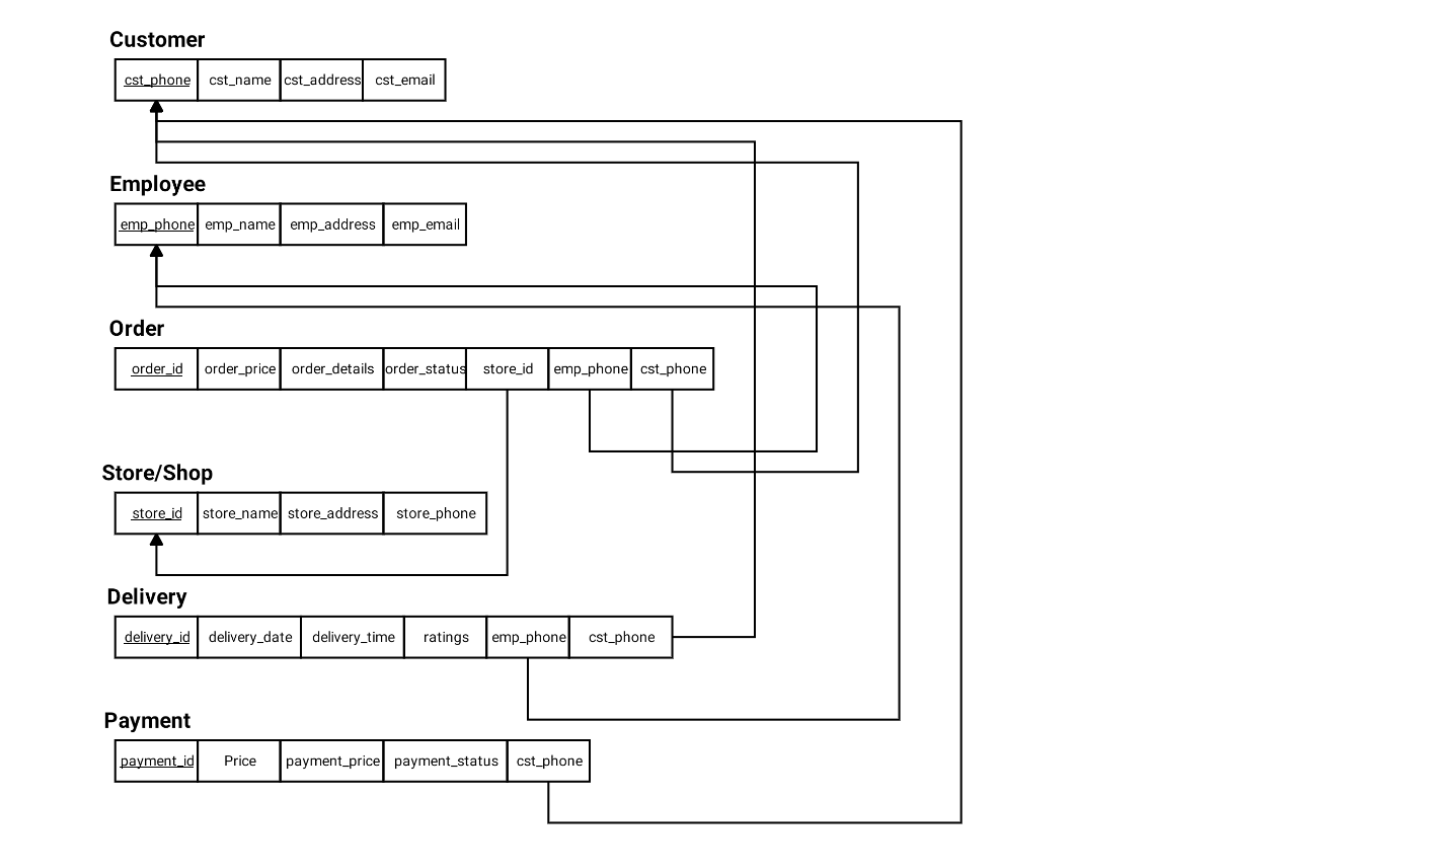 Customer
cst_phone cst_name cst_address cst_email
Employee
emp_phone emp_name emp_address emp_email
Order
order_id order_price order_details order_status store_id emp_phone cst_phone
Store/Shop
store_id store_name store_address store_phone
Delivery
delivery_id delivery_date delivery_time ratings emp_phone cst_phone
Payment
payment_id Price payment_price payment_status cst_phone